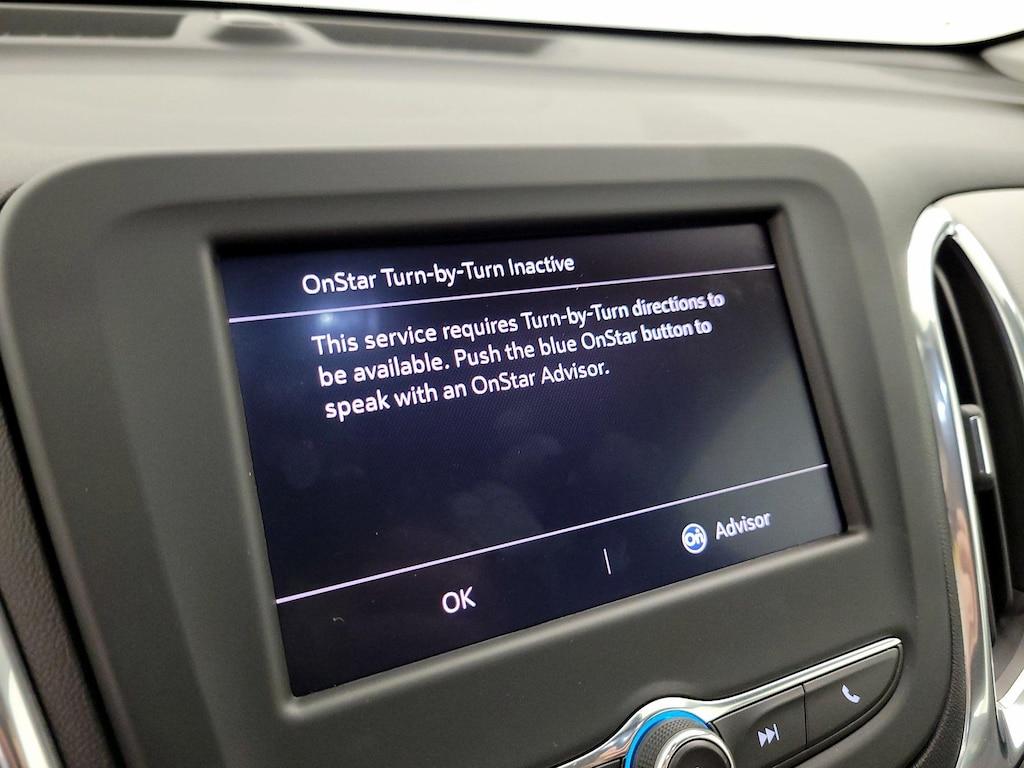 OnStar Turn-by-Turn Inactive
This service requires Turn-by-Turn directions to
be available. Push the blue OnStar button to
speak with an OnStar Advisor.
OK
On Advisor